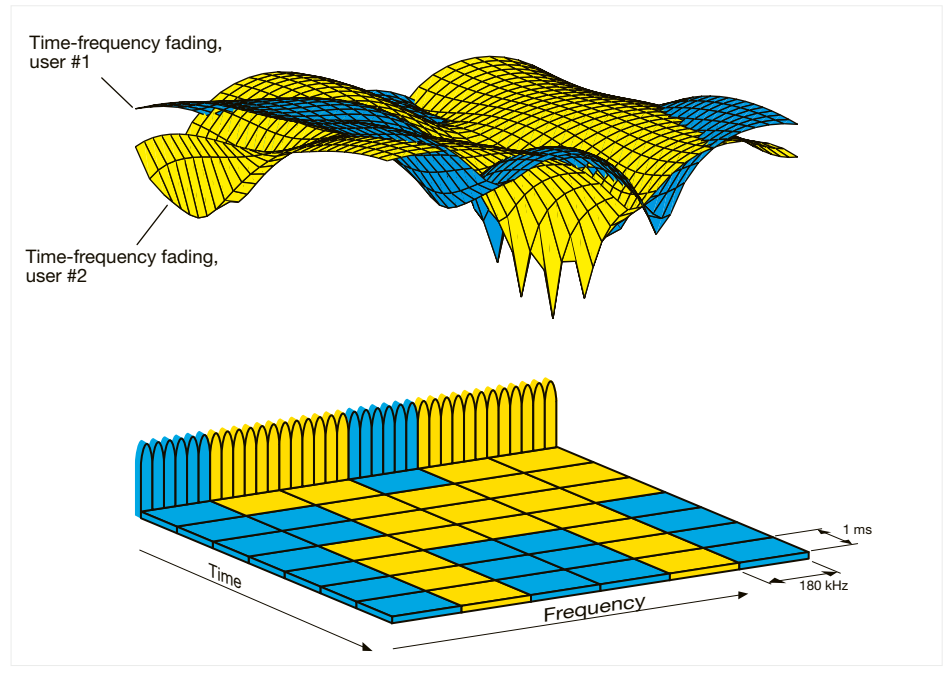 Time-frequency fading,
user #1
Time-frequency fading,
user #2
1 ms
180 kHz
Time
Frequency